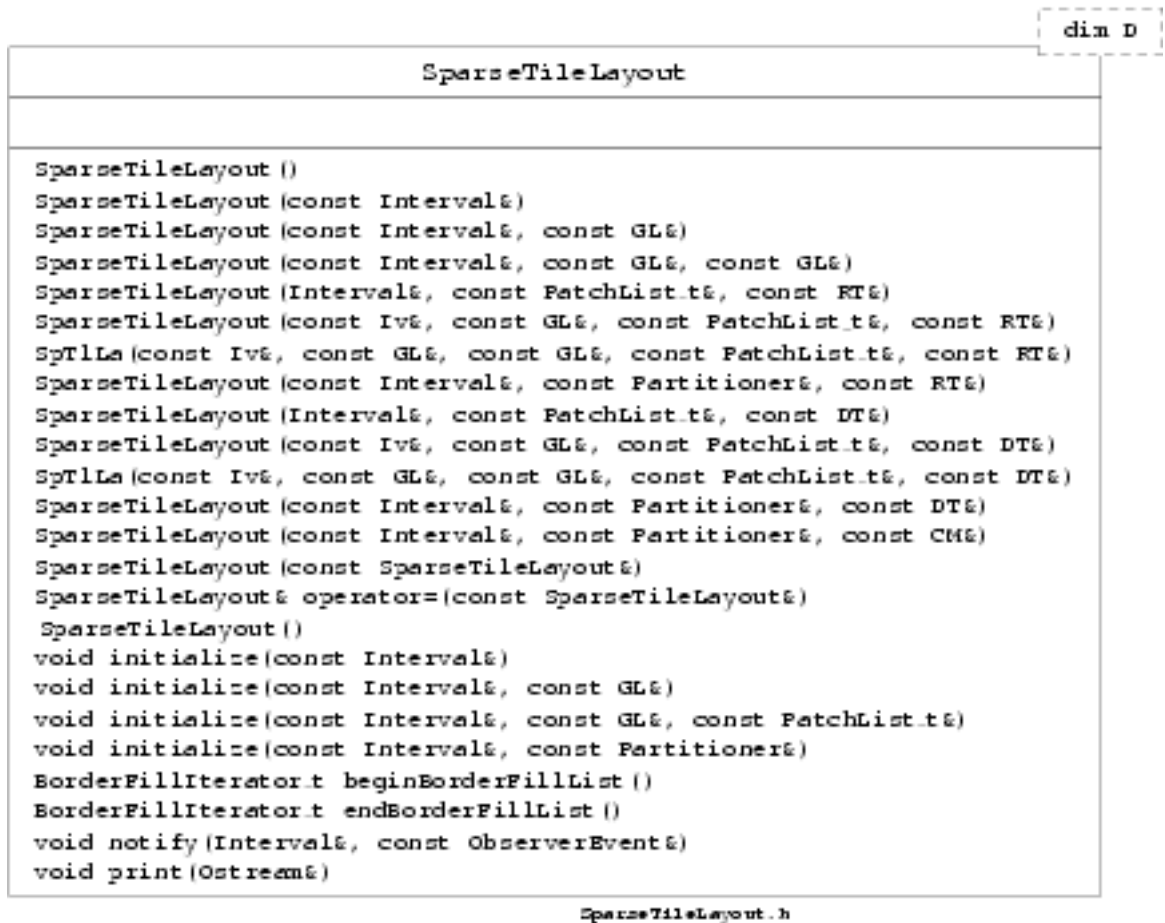 dim D
SparseTileLayout
SparseTileLayout()
SparseTileLayout(const Interval&)
SparseTileLayout(const Interval&, const GL&)
SparseTileLayout(const Interval&, const GL&, const GL&)
SparseTileLayout(Interval&, const PatchList_t&, const RT&)
SparseTileLayout(const Iv&, const GL&, const PatchList_t&, const RT&)
SpTlLa(const Iv&, const GL&, const GL&, const PatchList_t&, const RT&)
SparseTileLayout(const Interval&, const Partitioner&, const RT&)
SparseTileLayout(Interval&, const PatchList_t&, const DT&)
SparseTileLayout(const Iv&, const GL&, const PatchList_t&, const DT&)
SpTlLa(const Iv&, const GL&, const GL&, const PatchList_t&, const DT&)
SparseTileLayout(const Interval&, const Partitioner&, const DT&)
SparseTileLayout(const Interval&, const Partitioner&, const CM&)
SparseTileLayout(const SparseTileLayout&)
SparseTileLayout& operator=(const SparseTileLayout&)
SparseTileLayout()
void initialize(const Interval&)
void initialize(const Interval&, const GL&)
void initialize(const Interval&, const GL&, const PatchList_t&)
void initialize(const Interval&, const Partitioner&)
BorderFillIterator_t beginBorderFillList()
BorderFillIterator_t endBorderFillList()
void notify(Interval&, const ObserverEvent&)
void print(Ostream&)
SparseTileLayout.h